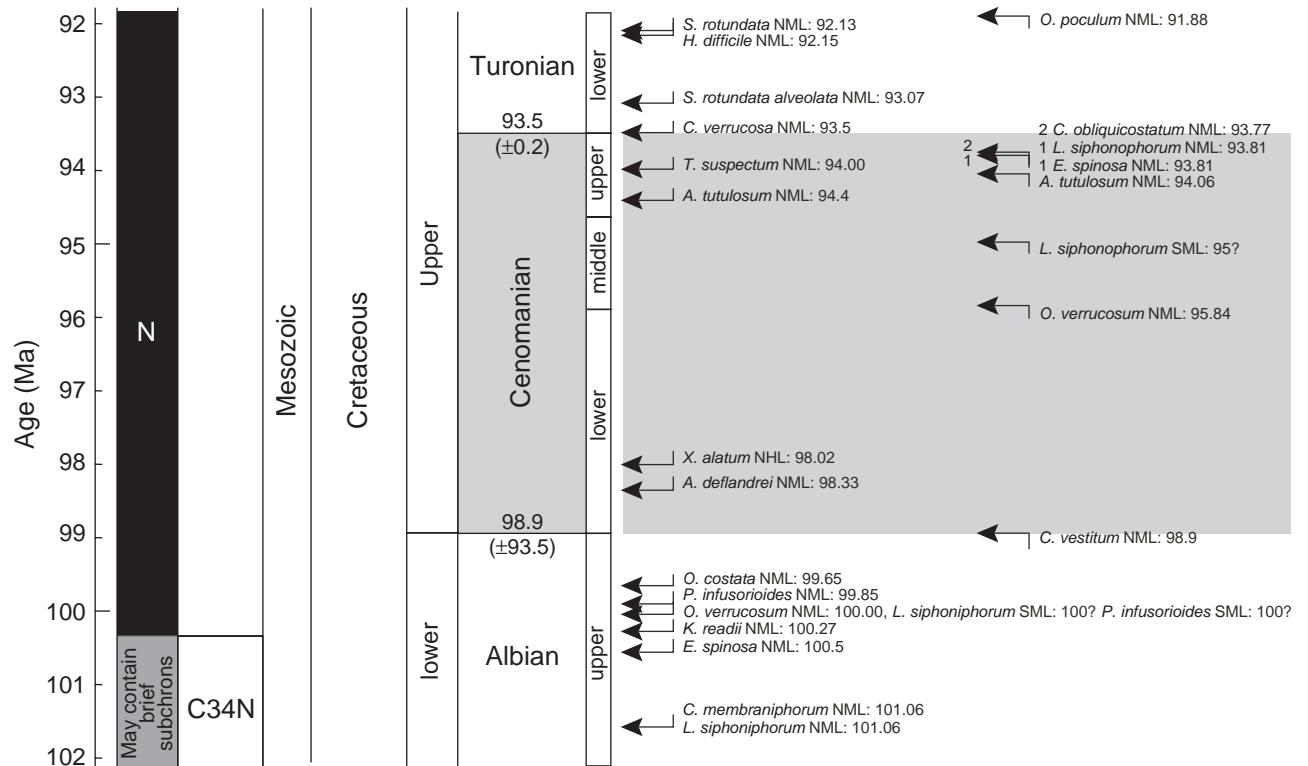 Age (Ma)
92
93
94
95
96
97
98
99
100
101
102
N
May contain
brief
subchrons
C34N
Mesozoic
Cretaceous
Upper
lower
Turonian
93.5
(±0.2)
Cenomanian
98.9
(±93.5)
Albian
lower
upper
middle
lower
upper
S. rotundata NML: 92.13
H. difficile NML: 92.15
S. rotundata alveolata NML: 93.07
C. verrucosa NML: 93.5
T. suspectum NML: 94.00
A. tutulosum NML: 94.4
X. alatum NHL: 98.02
A. deflandrei NML: 98.33
O. costata NML: 99.65
P. infusorioides NML: 99.85
O. verrucosum NML: 100.00, L. siphoniphorum SML: 100? P. infusorioides SML: 100?
K. readii NML: 100.27
E. spinosa NML: 100.5
C. membraniphorum NML: 101.06
L. siphoniphorum NML: 101.06
O. poculum NML: 91.88
2 C. obliquicostatum NML: 93.77
2
1 L. siphonophorum NML: 93.81
1
1 E. spinosa NML: 93.81
A. tutulosum NML: 94.06
L. siphonophorum SML: 95?
O. verrucosum NML: 95.84
C. vestitum NML: 98.9